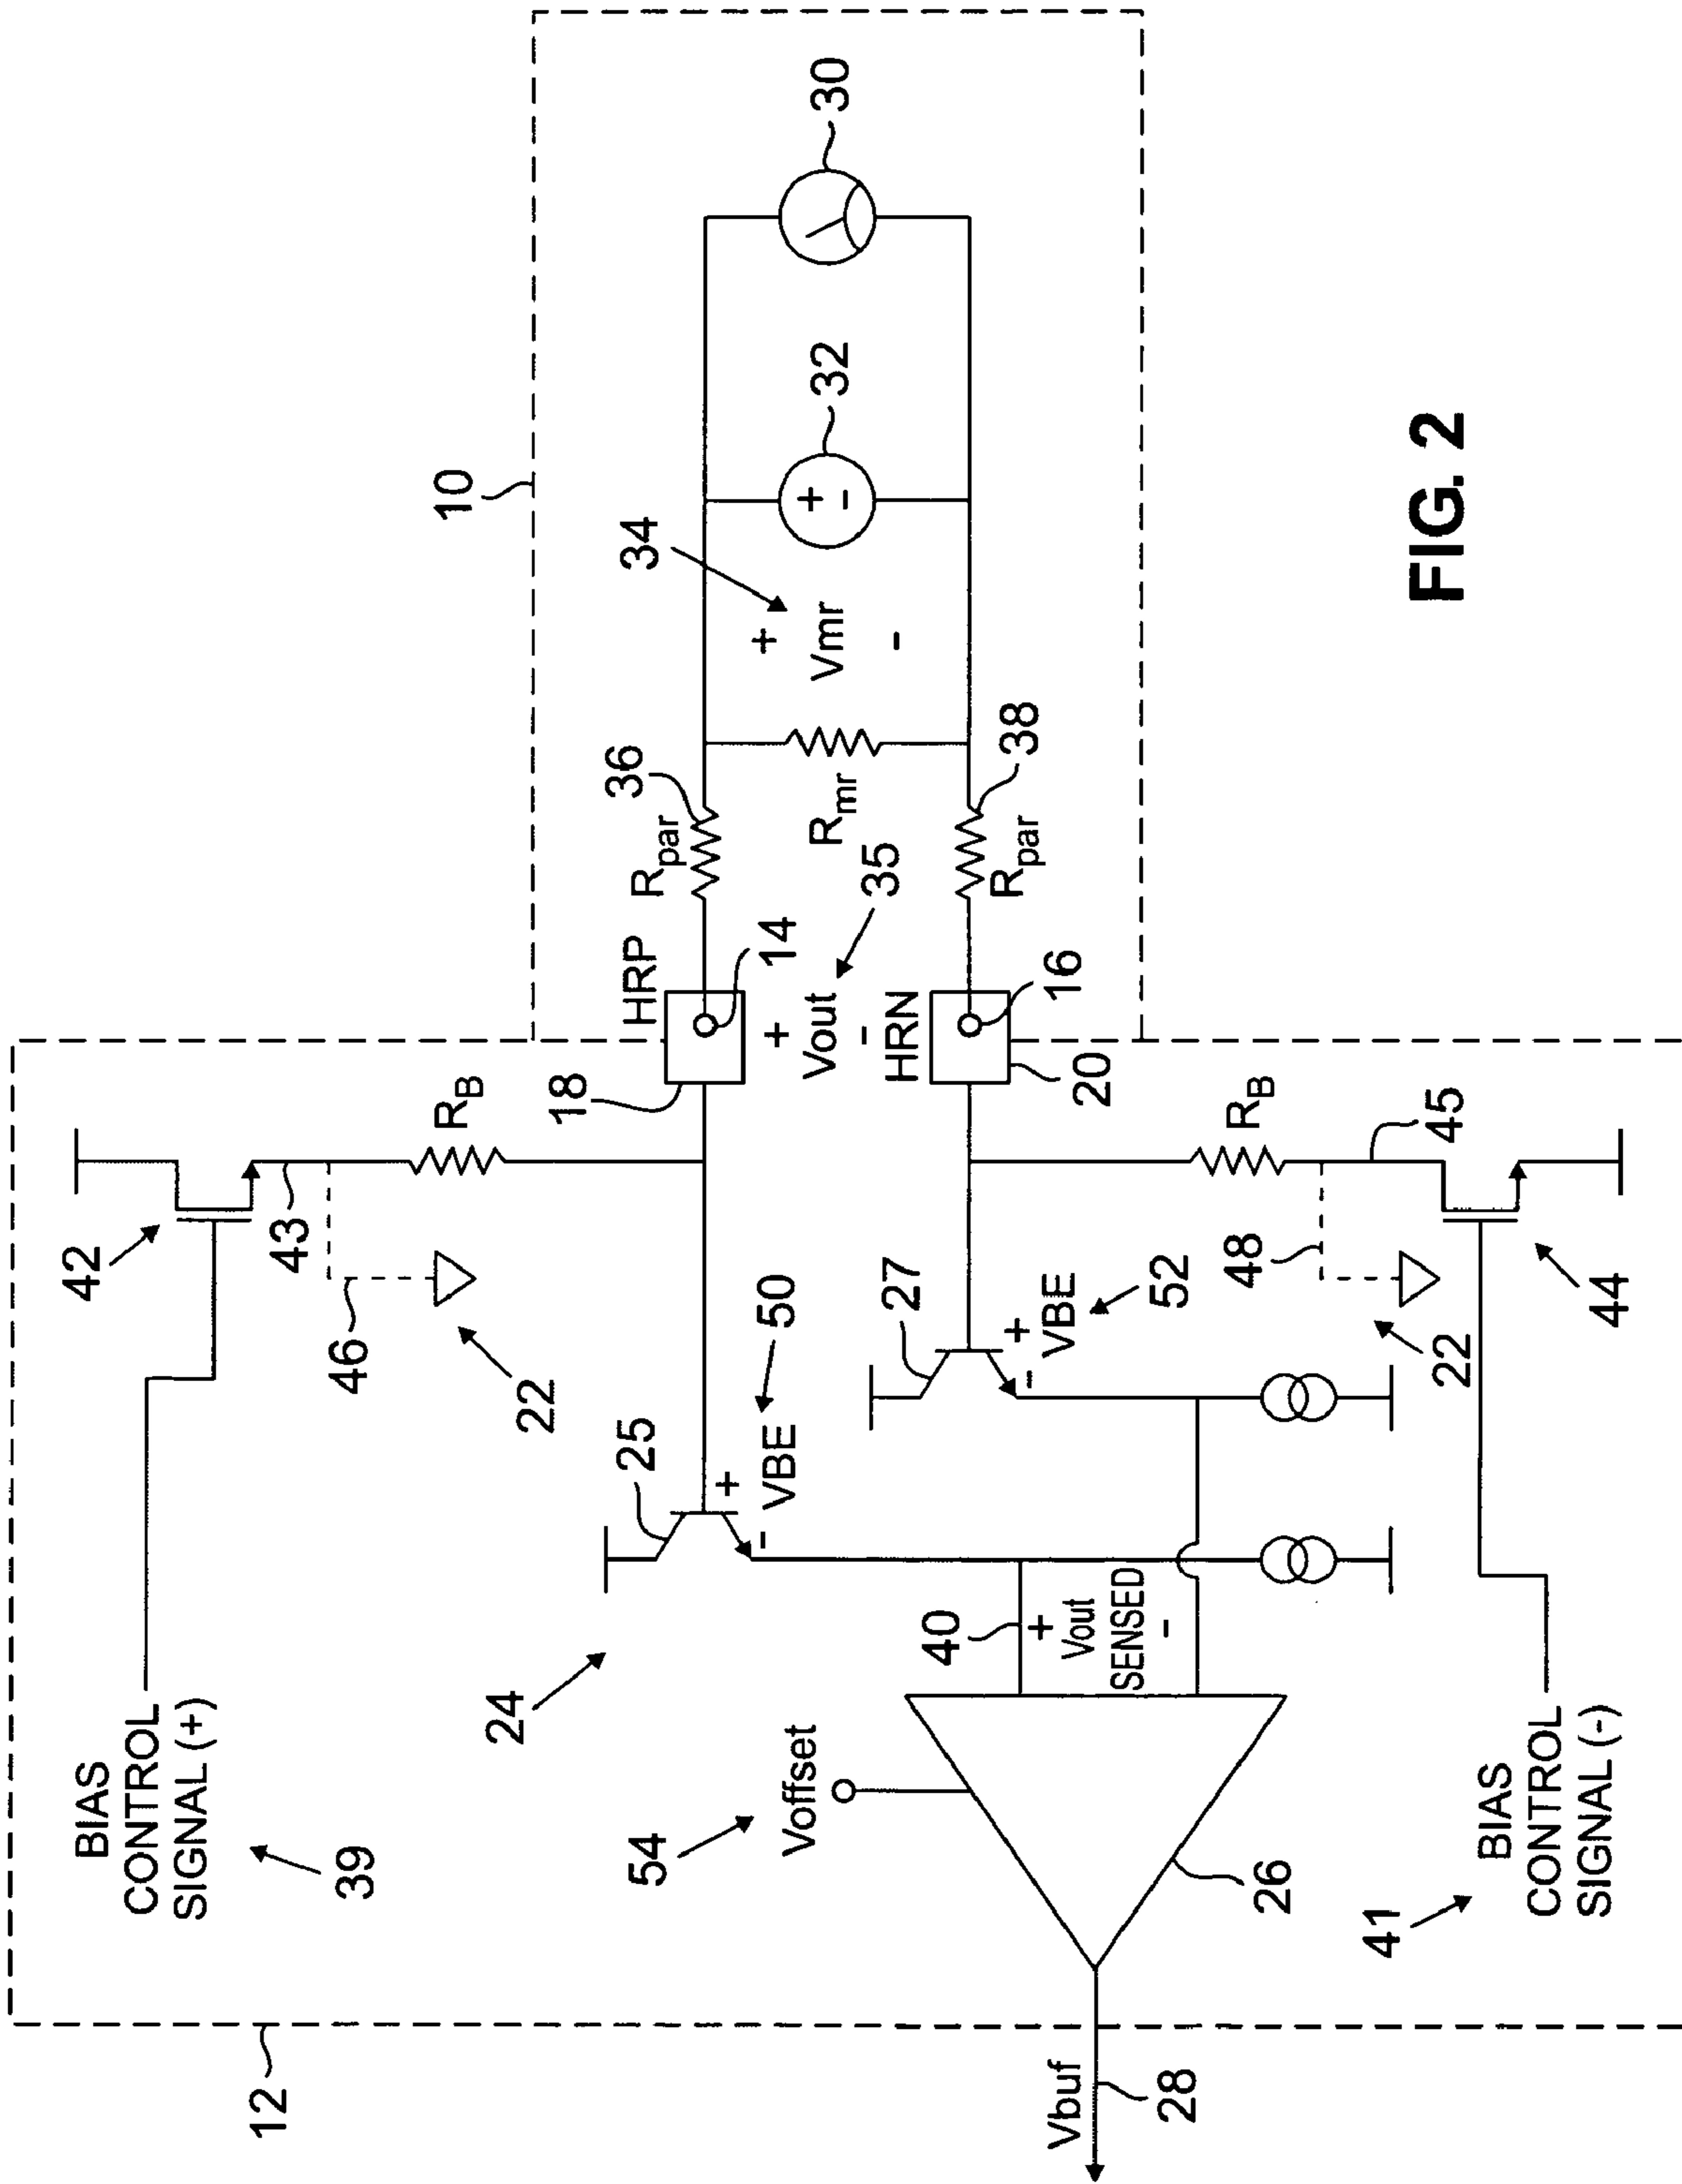 10
30
32
34
+
Vmr
-
36
Rpar
Rmr
38
Rpar
35
HRP
14
+
Vout
-
HRN
16
18
20
RB
RB
42
43
46
22
45
48
22
44
25
50
+
VBE
-
27
52
+
VBE
-
24
40
+
Vout
SENSED
-
54
Voffset
26
BIAS
CONTROL
SIGNAL (+)
39
BIAS
CONTROL
SIGNAL (-)
41
12
Vbuf
28
+
-
FIG. 2